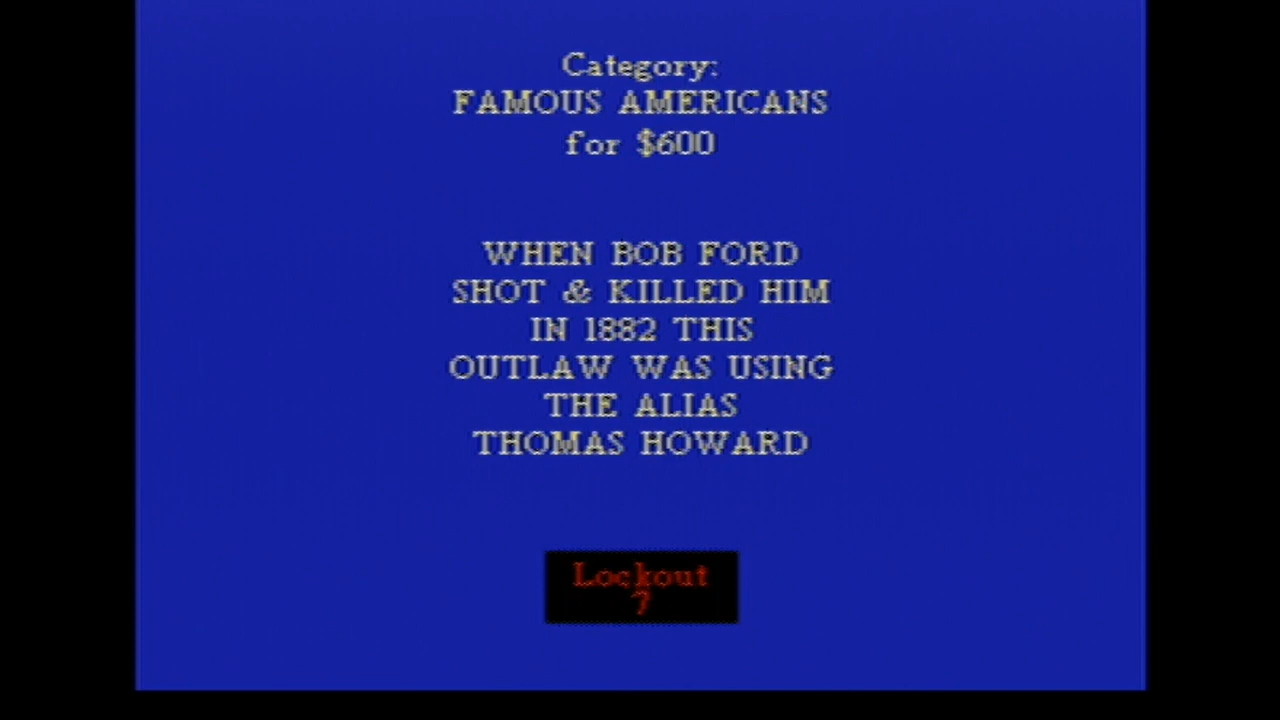 Category:
FAMOUS AMERICANS
for $600
WHEN BOB FORD
SHOT & KILLED HIM
IN 1882 THIS
OUTLAW WAS USING
THE ALIAS
THOMAS HOWARD
Lockout
7